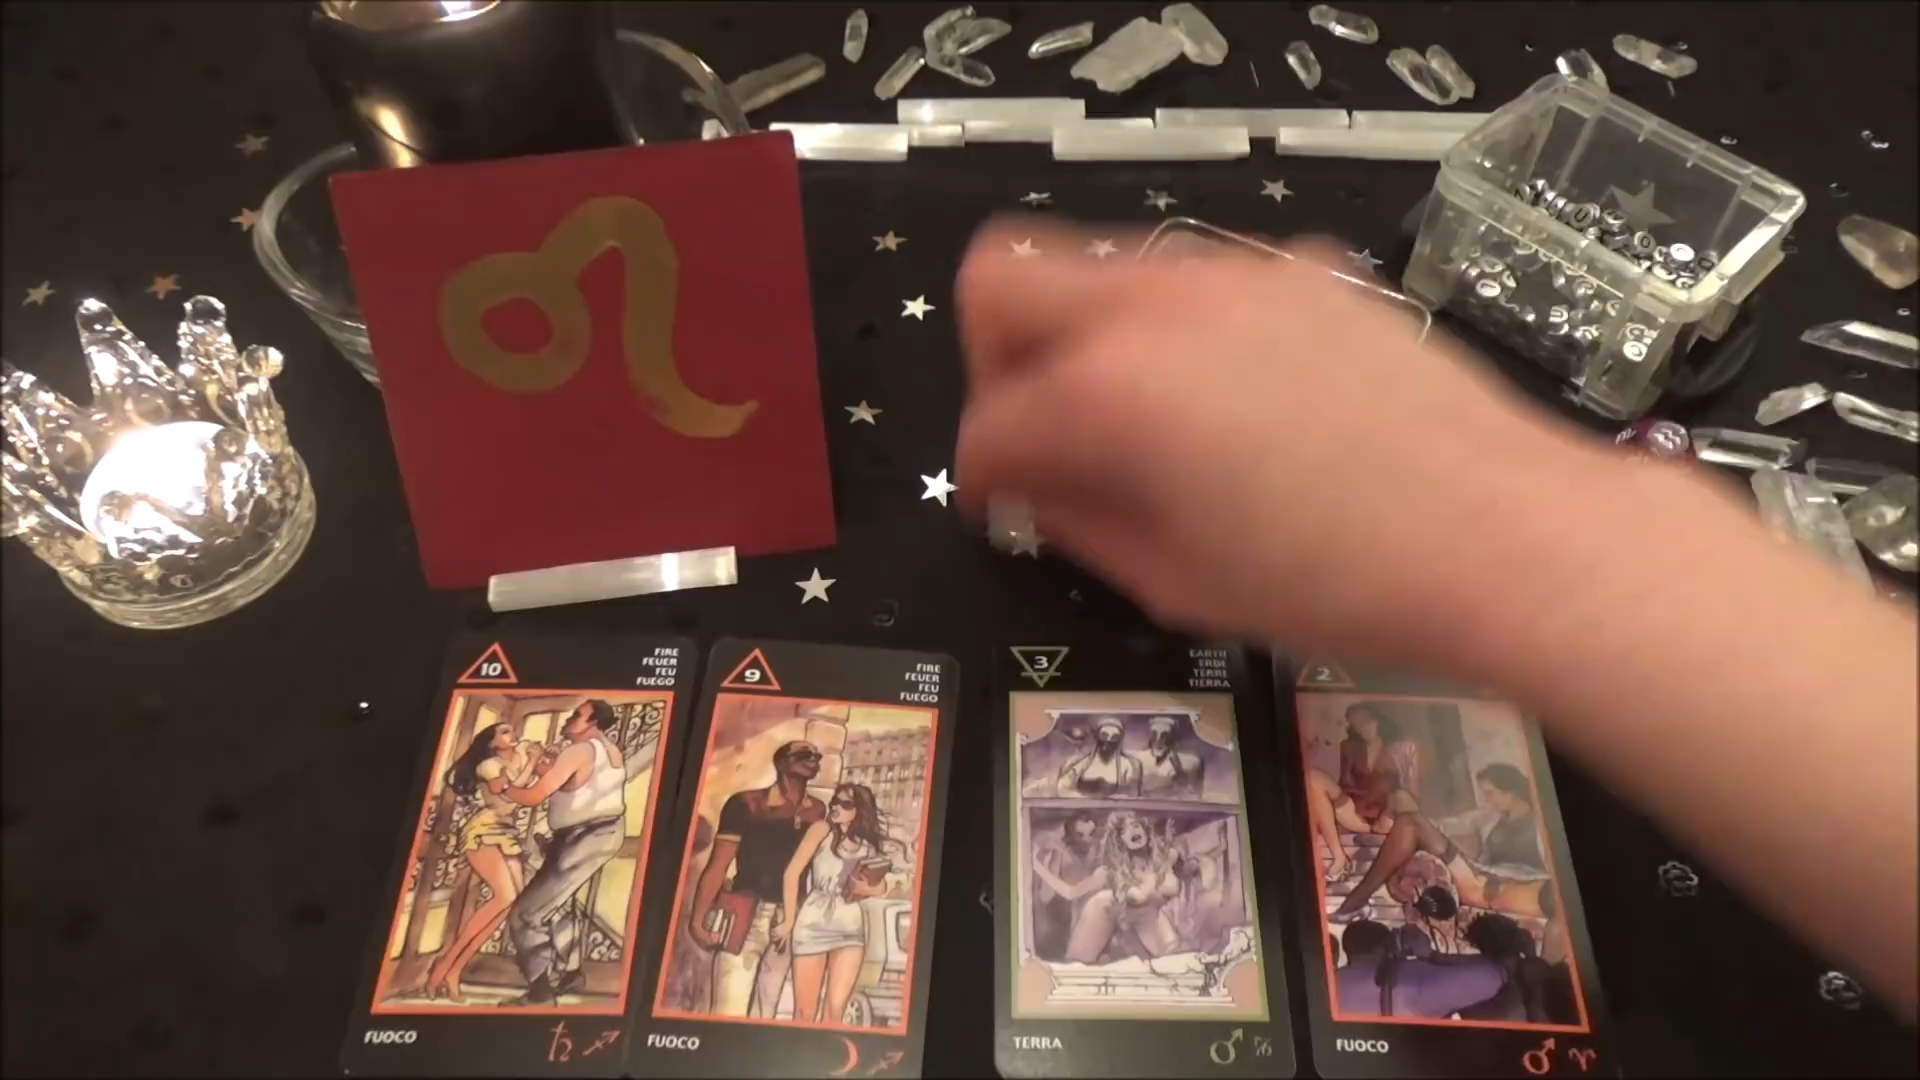 10
FIRE
FEUER
FEU
FUEGO
FUOCO
9
FIRE
FEUER
FEU
FUEGO
FUOCO
3
EARTH
ERDE
TERRE
TIERRA
TERRA
2
FUOCO